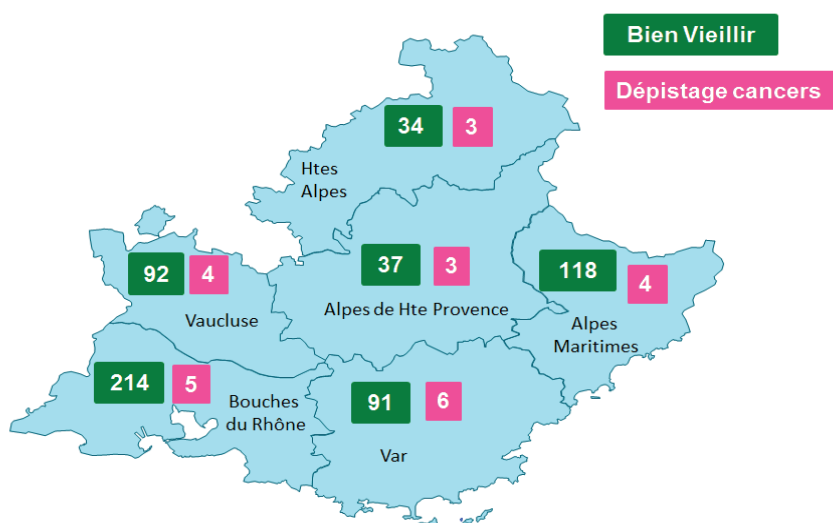 Bien Vieillir
Dépistage cancers
34 3
Htes
Alpes
92 4
Vaucluse
37 3
Alpes de Hte Provence
118 4
Alpes
Maritimes
214 5
Bouches
du Rhône
91 6
Var